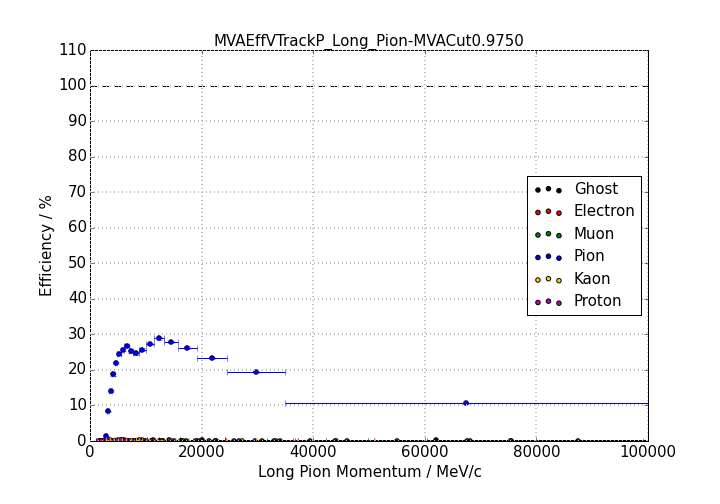 MVAEffVTrackP_Long_Pion-MVACut0.9750
110
100
90
80
70
60
50
40
30
20
10
0
Efficiency / %
Ghost
Electron
Muon
Pion
Kaon
Proton
0 20000 40000 60000 80000 100000
Long Pion Momentum / MeV/c